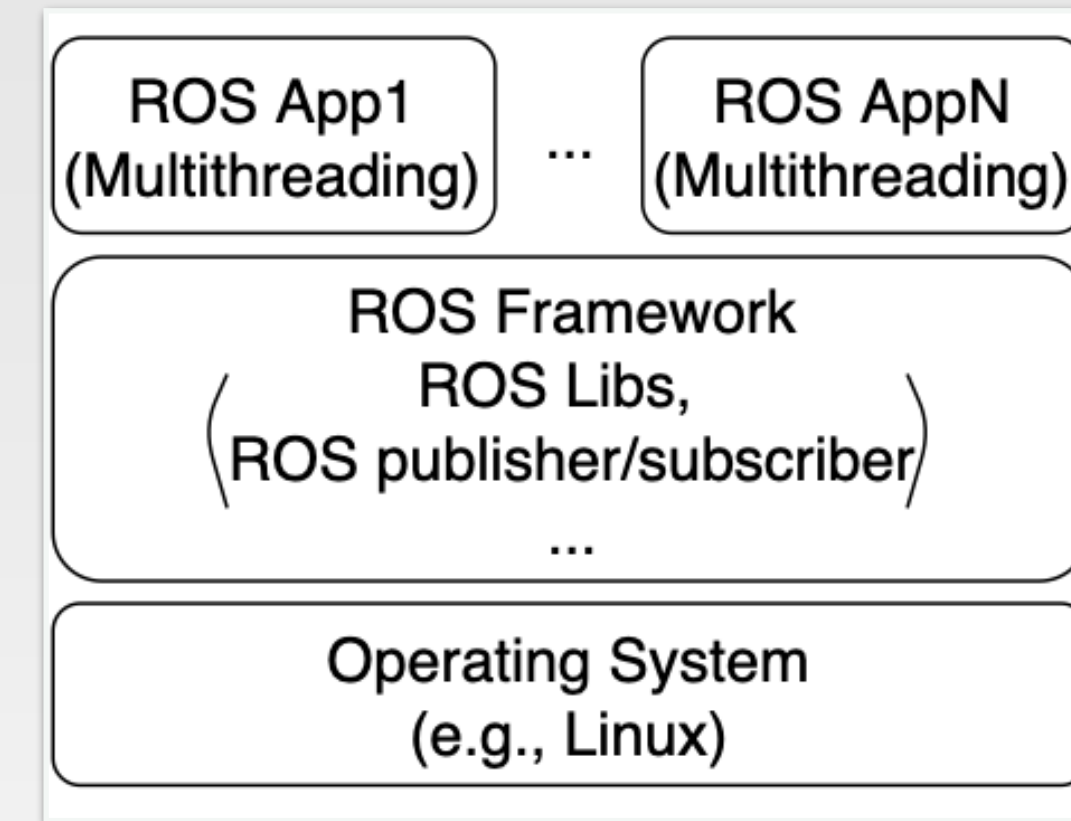 ROS App1
(Multithreading)
...
ROS AppN
(Multithreading)
ROS Framework
ROS Libs,
ROS publisher/subscriber
...
Operating System
(e.g., Linux)